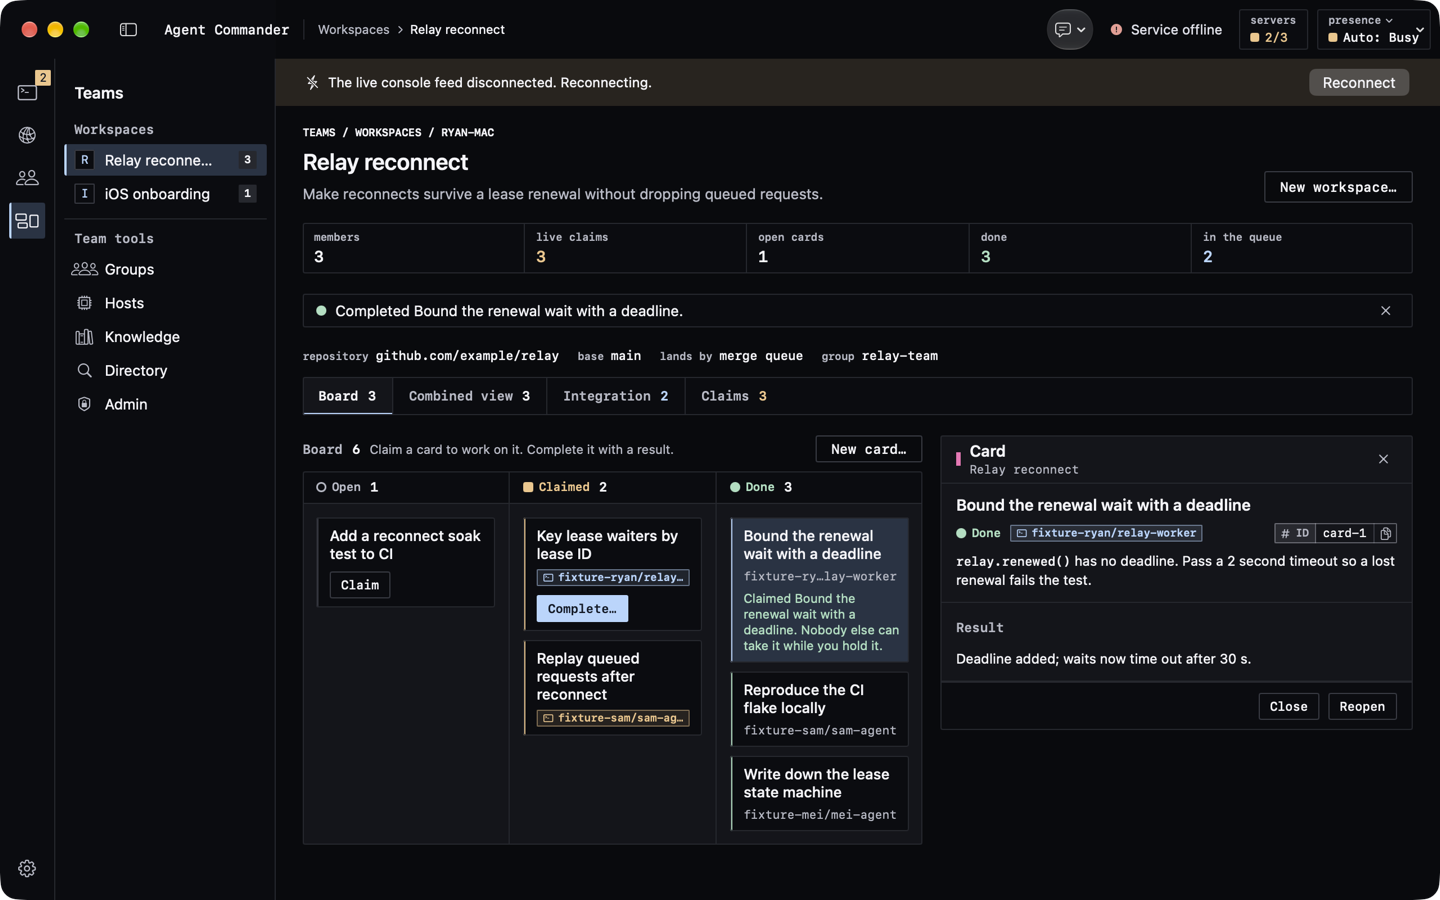 Agent Commander
Workspaces > Relay reconnect
Service offline
servers
2/3
presence
Auto: Busy
2
Teams
Workspaces
R Relay reconne… 3
I iOS onboarding 1
Team tools
Groups
Hosts
Knowledge
Directory
Admin
The live console feed disconnected. Reconnecting.
Reconnect
TEAMS / WORKSPACES / RYAN-MAC
Relay reconnect
Make reconnects survive a lease renewal without dropping queued requests.
New workspace…
members
3
live claims
3
open cards
1
done
3
in the queue
2
Completed Bound the renewal wait with a deadline.
repository github.com/example/relay base main lands by merge queue group relay-team
Board 3
Combined view 3
Integration 2
Claims 3
Board 6 Claim a card to work on it. Complete it with a result.
New card…
Open 1
Add a reconnect soak
test to CI
Claim
Claimed 2
Key lease waiters by
lease ID
fixture-ryan/relay…
Complete…
Replay queued
requests after
reconnect
fixture-sam/sam-ag…
Done 3
Bound the renewal
wait with a deadline
fixture-ry…lay-worker
Claimed Bound the
renewal wait with a
deadline. Nobody else can
take it while you hold it.
Reproduce the CI
flake locally
fixture-sam/sam-agent
Write down the lease
state machine
fixture-mei/mei-agent
Card
Relay reconnect
Bound the renewal wait with a deadline
Done fixture-ryan/relay-worker # ID card-1
relay.renewed() has no deadline. Pass a 2 second timeout so a lost
renewal fails the test.
Result
Deadline added; waits now time out after 30 s.
Close
Reopen